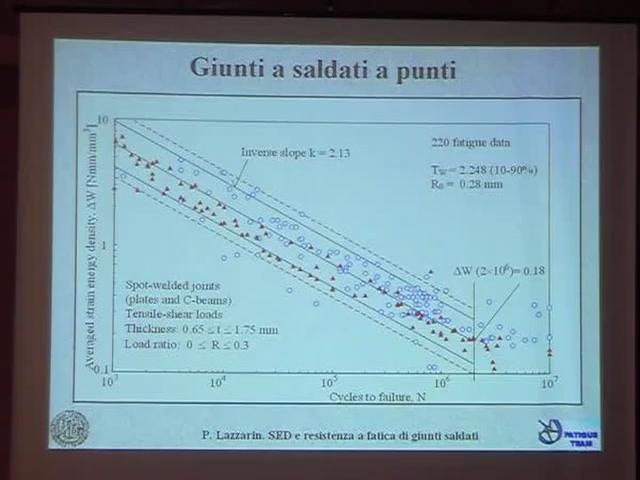 Giunti a saldati a punti
10
1
0.1
Averaged strain energy density, ΔW [Nmm/mm³]
Inverse slope k = 2.13
220 fatigue data
Tw = 2.248 (10-90%)
R₀ = 0.28 mm
ΔW (2×10⁶)= 0.18
Spot-welded joints
(plates and C-beams)
Tensile-shear loads
Thickness: 0.65 ≤ t ≤ 1.75 mm
Load ratio: 0 ≤ R ≤ 0.3
10³ 10⁴ 10⁵ 10⁶ 10⁷
Cycles to failure, N
P. Lazzarin. SED e resistenza a fatica di giunti saldati
FATIGUE
TEAM